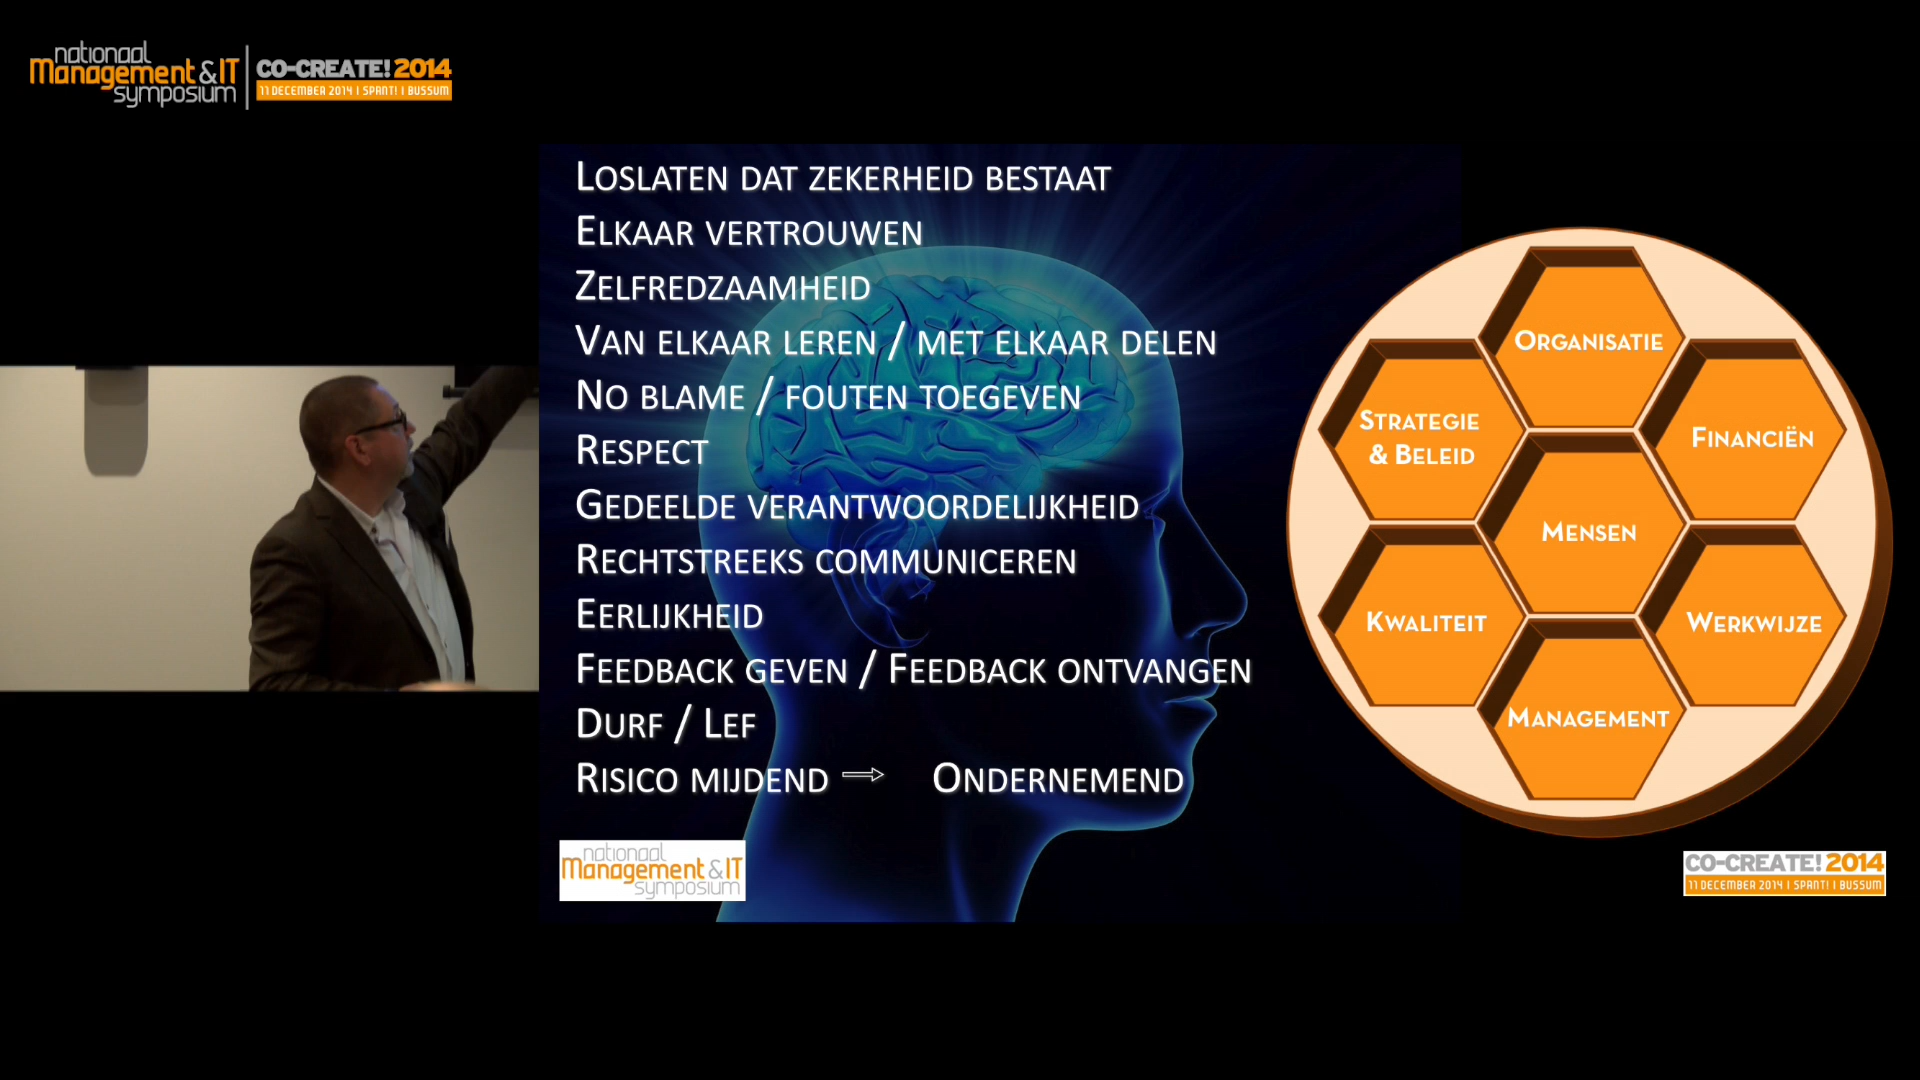 nationaal
Management & IT
symposium
CO-CREATE! 2014
11 DECEMBER 2014 | SPANT! | BUSSUM
LOSLATEN DAT ZEKERHEID BESTAAT
ELKAAR VERTROUWEN
ZELFREDZAAMHEID
VAN ELKAAR LEREN / MET ELKAAR DELEN
NO BLAME / FOUTEN TOEGEVEN
RESPECT
GEDEELDE VERANTWOORDELIJKHEID
RECHTSTREEKS COMMUNICEREN
EERLIJKHEID
FEEDBACK GEVEN / FEEDBACK ONTVANGEN
DURF / LEF
RISICO MIJDEND ⇒ ONDERNEMEND
ORGANISATIE
STRATEGIE
& BELEID
FINANCIËN
MENSEN
KWALITEIT
WERKWIJZE
MANAGEMENT
nationaal
Management & IT
symposium
CO-CREATE! 2014
11 DECEMBER 2014 | SPANT! | BUSSUM